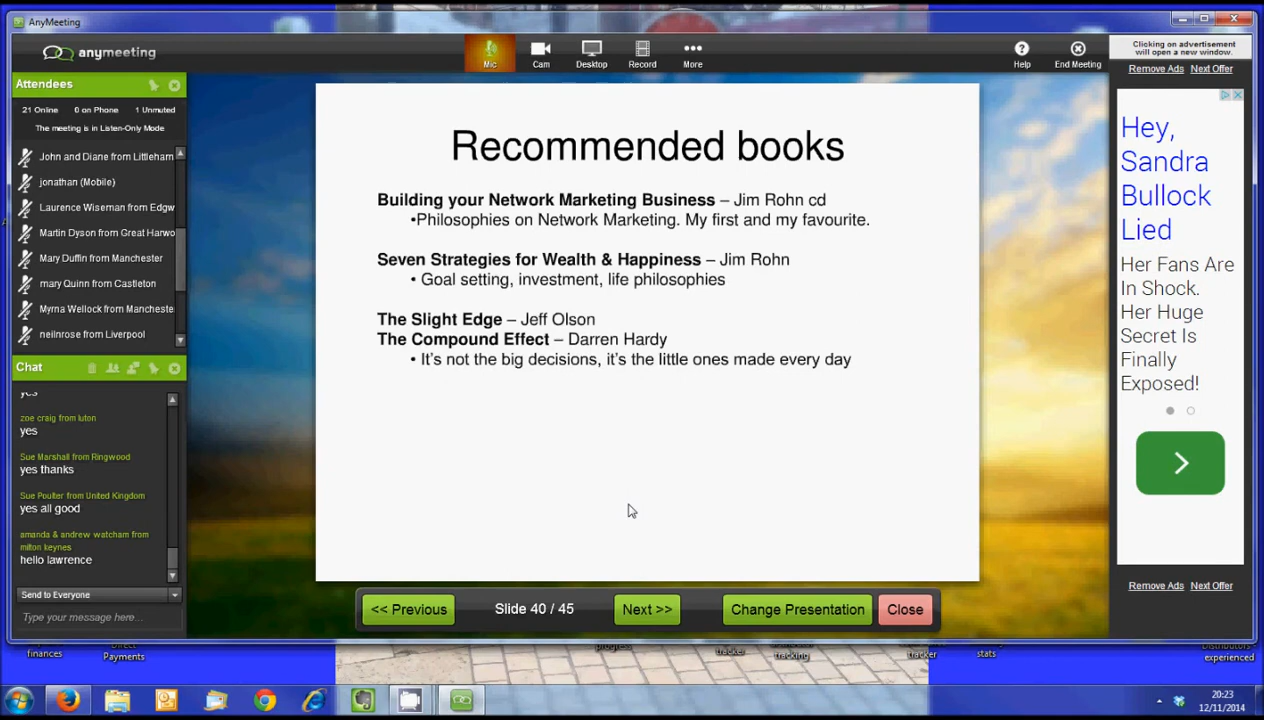 AnyMeeting
anymeeting
Mic
Cam
Desktop
Record
More
Help
End Meeting
Clicking on advertisement
will open a new window.
Remove Ads Next Offer
Attendees
21 Online 0 on Phone 1 Unmuted
The meeting is in Listen-Only Mode
John and Diane from Littleham
jonathan (Mobile)
Laurence Wiseman from Edgw
Martin Dyson from Great Harwo
Mary Duffin from Manchester
mary Quinn from Castleton
Myrna Wellock from Mancheste
neilnrose from Liverpool
Chat
yes
zoe craig from luton
yes
Sue Marshall from Ringwood
yes thanks
Sue Poulter from United Kingdom
yes all good
amanda & andrew watcham from
milton keynes
hello lawrence
Send to Everyone
Type your message here...
Recommended books
Building your Network Marketing Business – Jim Rohn cd
•Philosophies on Network Marketing. My first and my favourite.
Seven Strategies for Wealth & Happiness – Jim Rohn
• Goal setting, investment, life philosophies
The Slight Edge – Jeff Olson
The Compound Effect – Darren Hardy
• It’s not the big decisions, it’s the little ones made every day
<< Previous
Slide 40 / 45
Next >>
Change Presentation
Close
Hey,
Sandra
Bullock
Lied
Her Fans Are
In Shock.
Her Huge
Secret Is
Finally
Exposed!
Remove Ads Next Offer
finances
Direct
Payments
progress
tracker
tracking
tracker
stats
Distributors -
experienced
20:23
12/11/2014